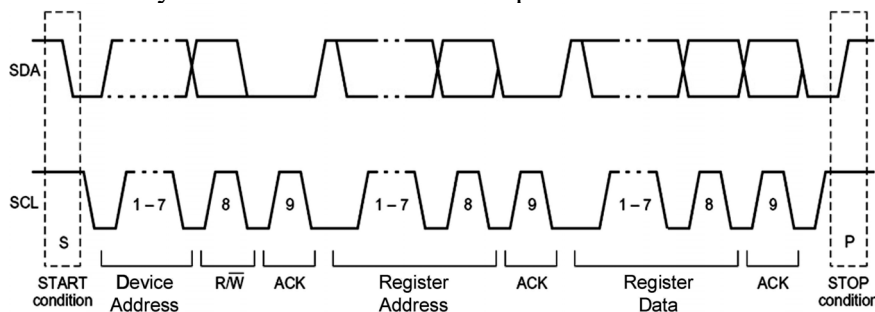 SDA
SCL
1 – 7 8 9 1 – 7 8 9 1 – 7 8 9
S P
START condition
Device Address
R/W̅
ACK
Register Address
ACK
Register Data
ACK
STOP condition